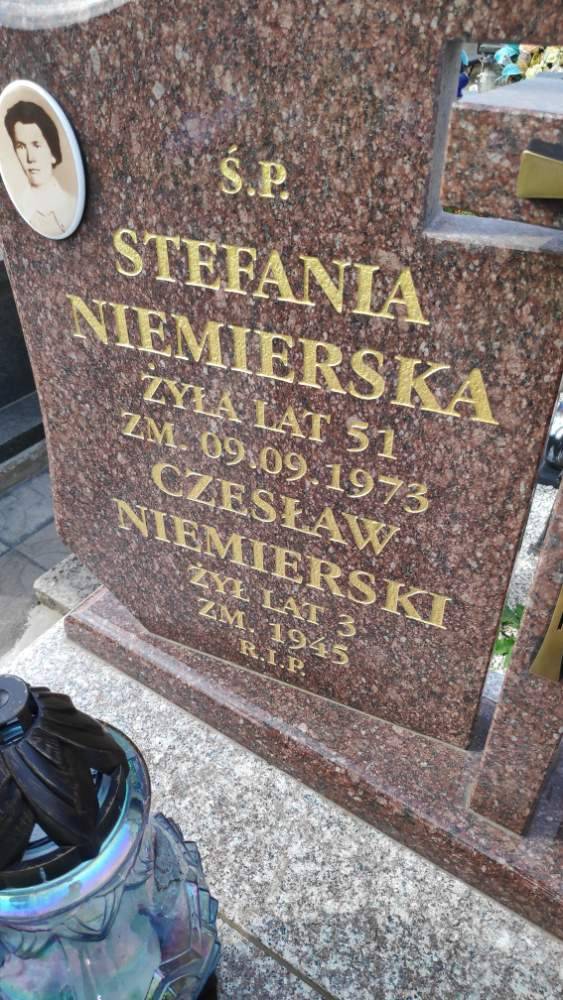 Ś.P.
STEFANIA
NIEMIERSKA
ŻYŁA LAT 51
ZM. 09.09.1973
CZESŁAW
NIEMIERSKI
ŻYŁ LAT 3
ZM. 1945
R.I.P.